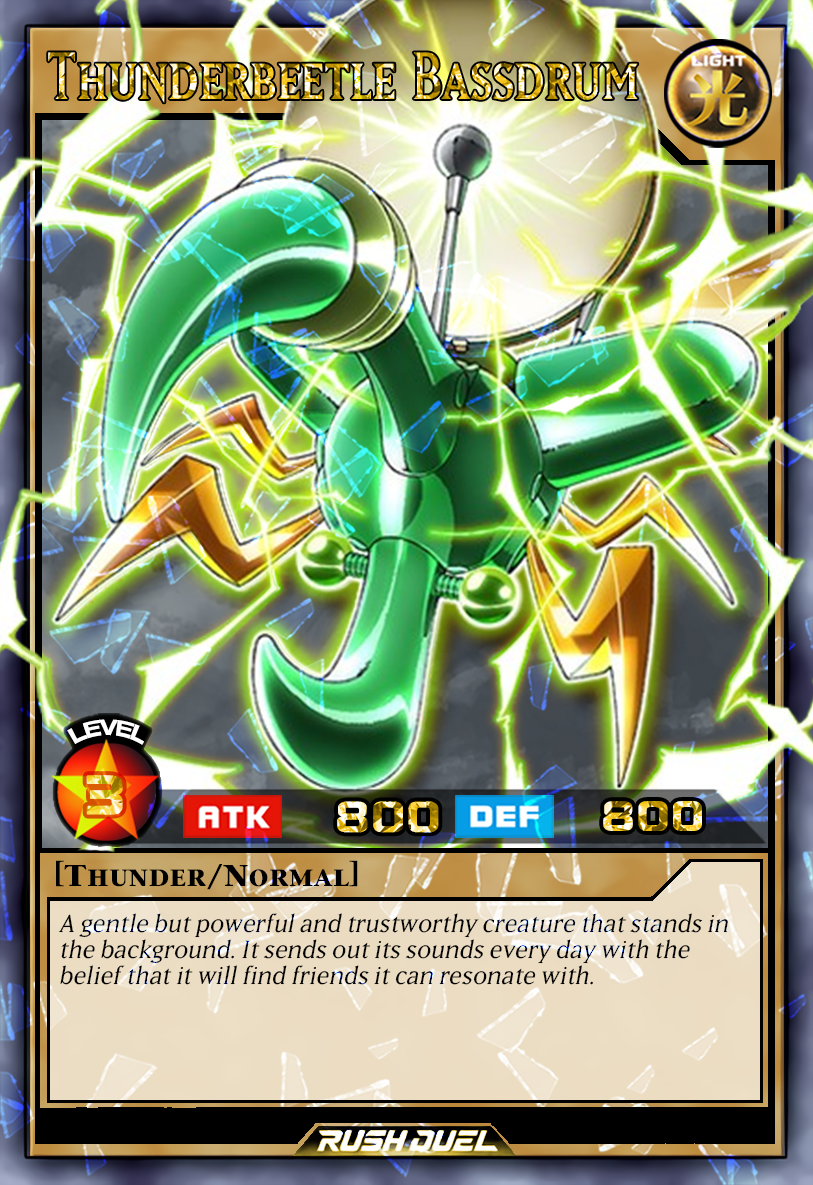 Thunderbeetle Bassdrum
LIGHT
光
LEVEL
3
ATK 800 DEF 800
[Thunder/Normal]
A gentle but powerful and trustworthy creature that stands in
the background. It sends out its sounds every day with the
belief that it will find friends it can resonate with.
RUSH DUEL